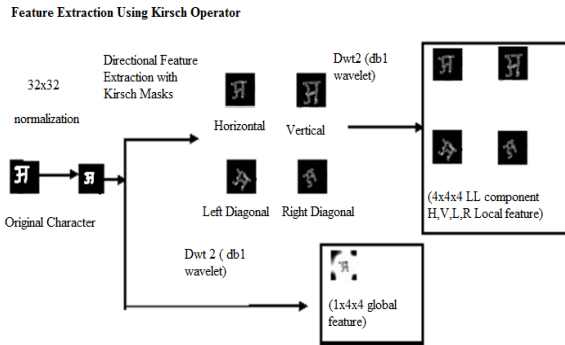 Feature Extraction Using Kirsch Operator
32x32
normalization
Directional Feature
Extraction with
Kirsch Masks
Dwt2 (db1
wavelet)
Horizontal
Vertical
अ
अ
Original Character
Left Diagonal
Right Diagonal
(4x4x4 LL component
H,V,L,R Local feature)
Dwt 2 ( db1
wavelet)
(1x4x4 global
feature)